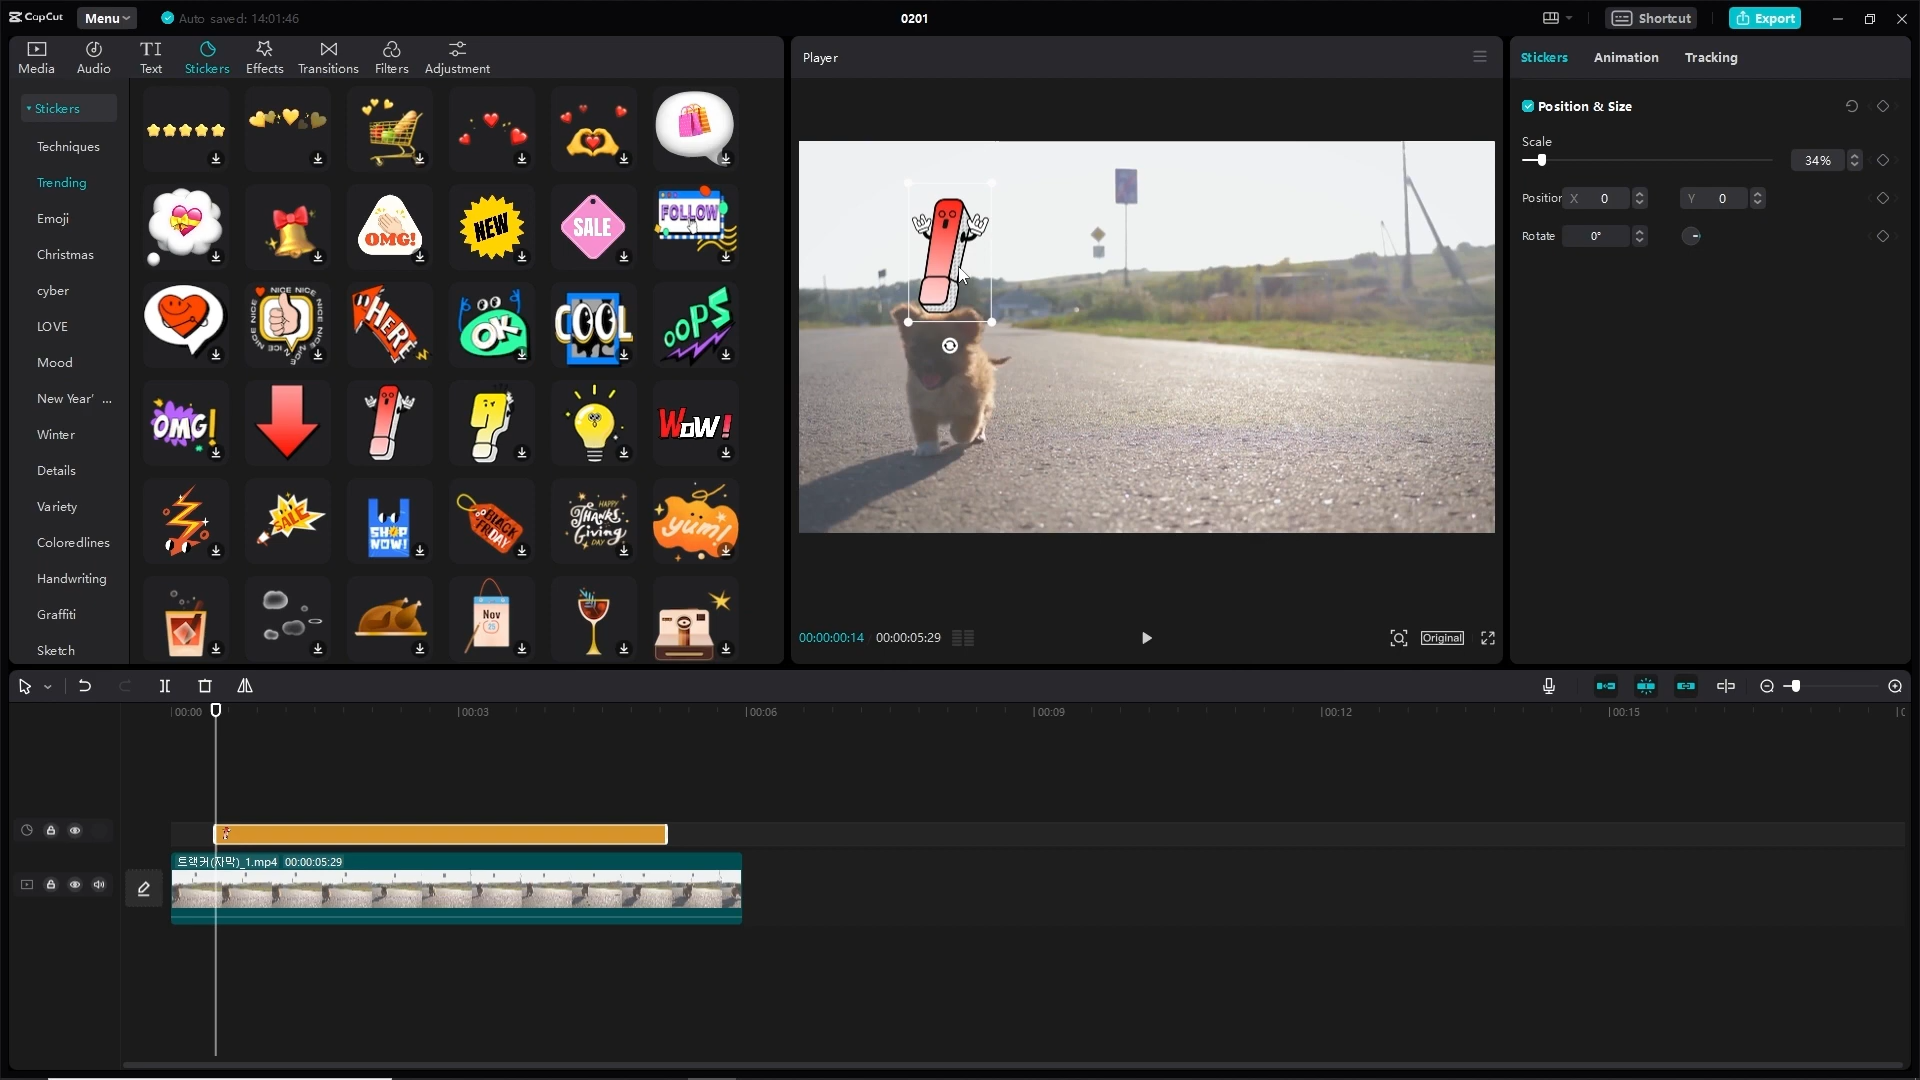 CapCut
Menu
Auto saved: 14:01:46
0201
Shortcut
Export
Media
Audio
TI
Text
Stickers
Effects
Transitions
Filters
Adjustment
Player
Stickers
Animation
Tracking
Stickers
Techniques
Trending
Emoji
Christmas
cyber
LOVE
Mood
New Year' ...
Winter
Details
Variety
Coloredlines
Handwriting
Graffiti
Sketch
OMG!
NEW
SALE
FOLLOW
NICE NICE NICE NICE
HERE
OK
COOL
OOPS
OMG!
WOW!
SALE
SHOP NOW!
BLACK FRIDAY
HAPPY
THANKS
Giving
DAY
yum!
Nov
25
Position & Size
Scale
34%
Position X 0 Y 0
Rotate 0°
00:00:00:14 00:00:05:29
Original
00:00
00:03
00:06
00:09
00:12
00:15
트랙커(자막)_1.mp4 00:00:05:29